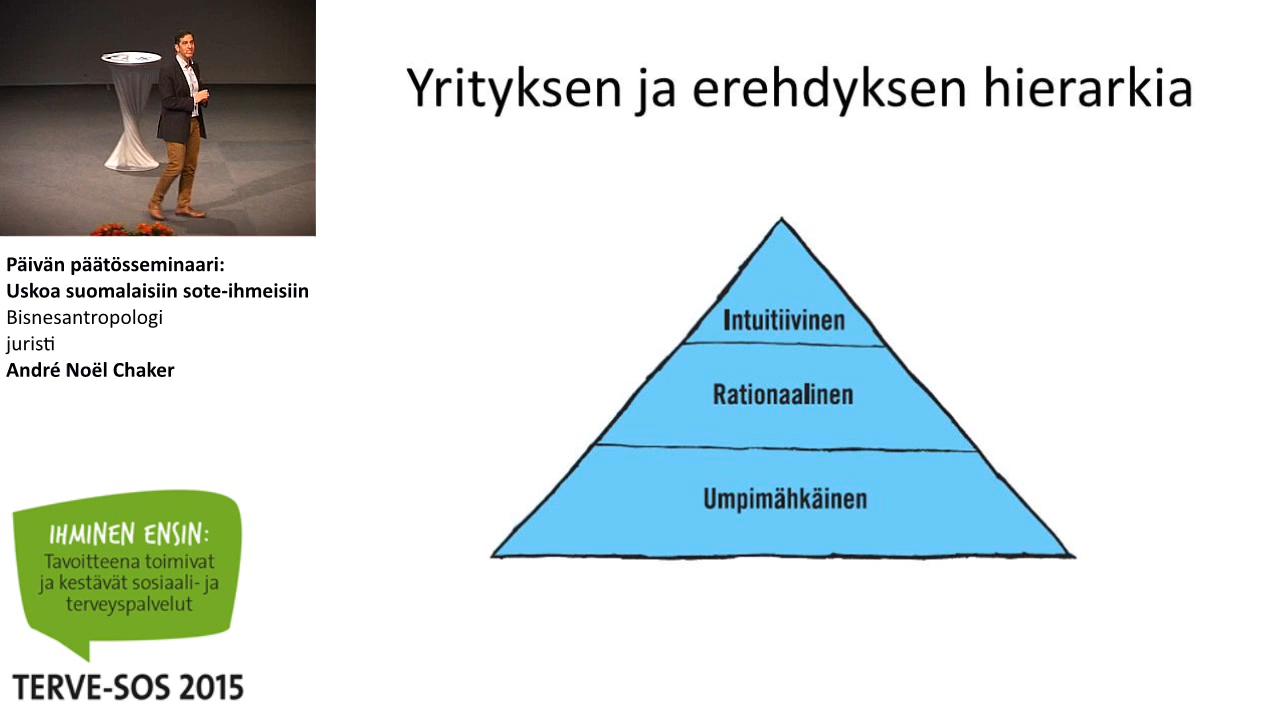 Yrityksen ja erehdyksen hierarkia
Intuitiivinen
Rationaalinen
Umpimähkäinen
Päivän päätösseminaari:
Uskoa suomalaisiin sote-ihmeisiin
Bisnesantropologi
juristi
André Noël Chaker
IHMINEN ENSIN:
Tavoitteena toimivat
ja kestävät sosiaali- ja
terveyspalvelut
TERVE-SOS 2015